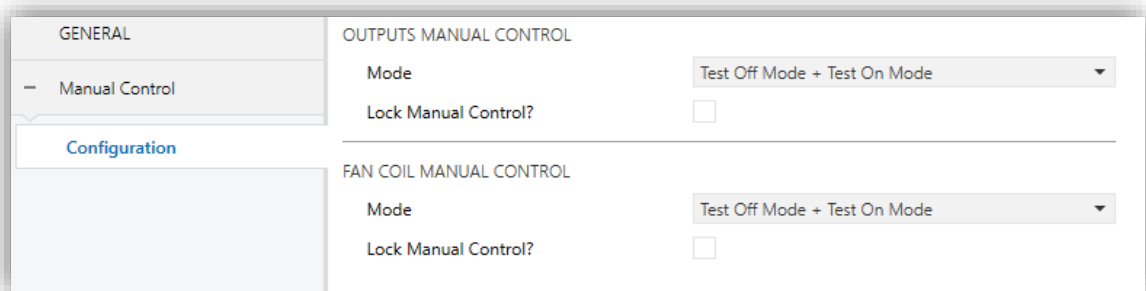 GENERAL
Manual Control
Configuration
OUTPUTS MANUAL CONTROL
Mode
Test Off Mode + Test On Mode
Lock Manual Control?
FAN COIL MANUAL CONTROL
Mode
Test Off Mode + Test On Mode
Lock Manual Control?